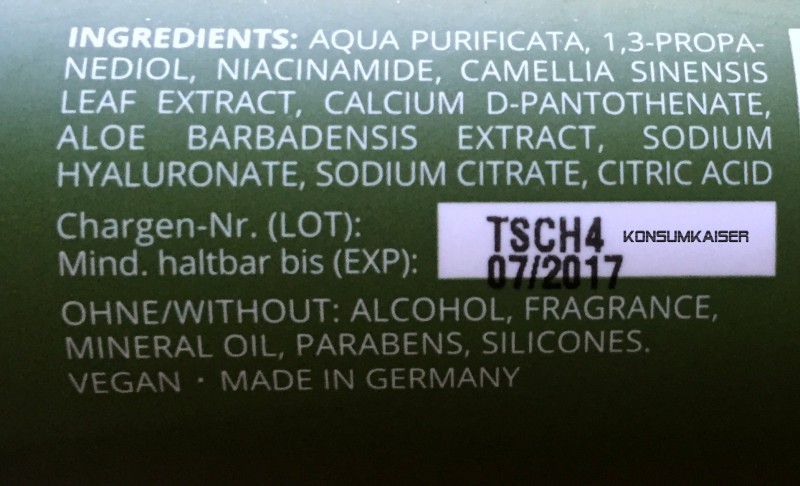 INGREDIENTS: AQUA PURIFICATA, 1,3-PROPA-
NEDIOL, NIACINAMIDE, CAMELLIA SINENSIS
LEAF EXTRACT, CALCIUM D-PANTOTHENATE,
ALOE BARBADENSIS EXTRACT, SODIUM
HYALURONATE, SODIUM CITRATE, CITRIC ACID
Chargen-Nr. (LOT): TSCH4 KONSUMKAISER
Mind. haltbar bis (EXP): 07/2017
OHNE/WITHOUT: ALCOHOL, FRAGRANCE,
MINERAL OIL, PARABENS, SILICONES.
VEGAN · MADE IN GERMANY